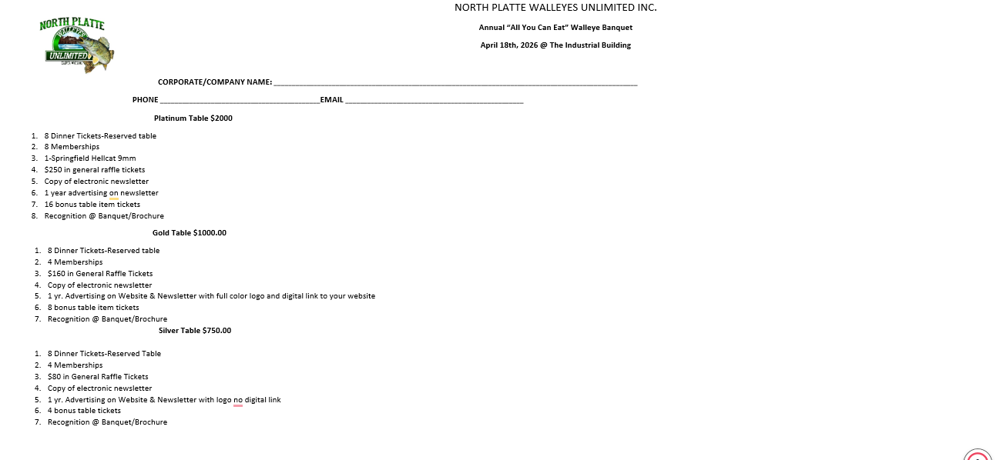 NORTH PLATTE WALLEYES UNLIMITED INC.
NORTH PLATTE
WALLEYES
UNLIMITED
Annual “All You Can Eat” Walleye Banquet
April 18th, 2026 @ The Industrial Building
CORPORATE/COMPANY NAME: ___
PHONE ___EMAIL ___
Platinum Table $2000
1. 8 Dinner Tickets-Reserved table
2. 8 Memberships
3. 1-Springfield Hellcat 9mm
4. $250 in general raffle tickets
5. Copy of electronic newsletter
6. 1 year advertising on newsletter
7. 16 bonus table item tickets
8. Recognition @ Banquet/Brochure
Gold Table $1000.00
1. 8 Dinner Tickets-Reserved table
2. 4 Memberships
3. $160 in General Raffle Tickets
4. Copy of electronic newsletter
5. 1 yr. Advertising on Website & Newsletter with full color logo and digital link to your website
6. 8 bonus table item tickets
7. Recognition @ Banquet/Brochure
Silver Table $750.00
1. 8 Dinner Tickets-Reserved Table
2. 4 Memberships
3. $80 in General Raffle Tickets
4. Copy of electronic newsletter
5. 1 yr. Advertising on Website & Newsletter with logo no digital link
6. 4 bonus table tickets
7. Recognition @ Banquet/Brochure